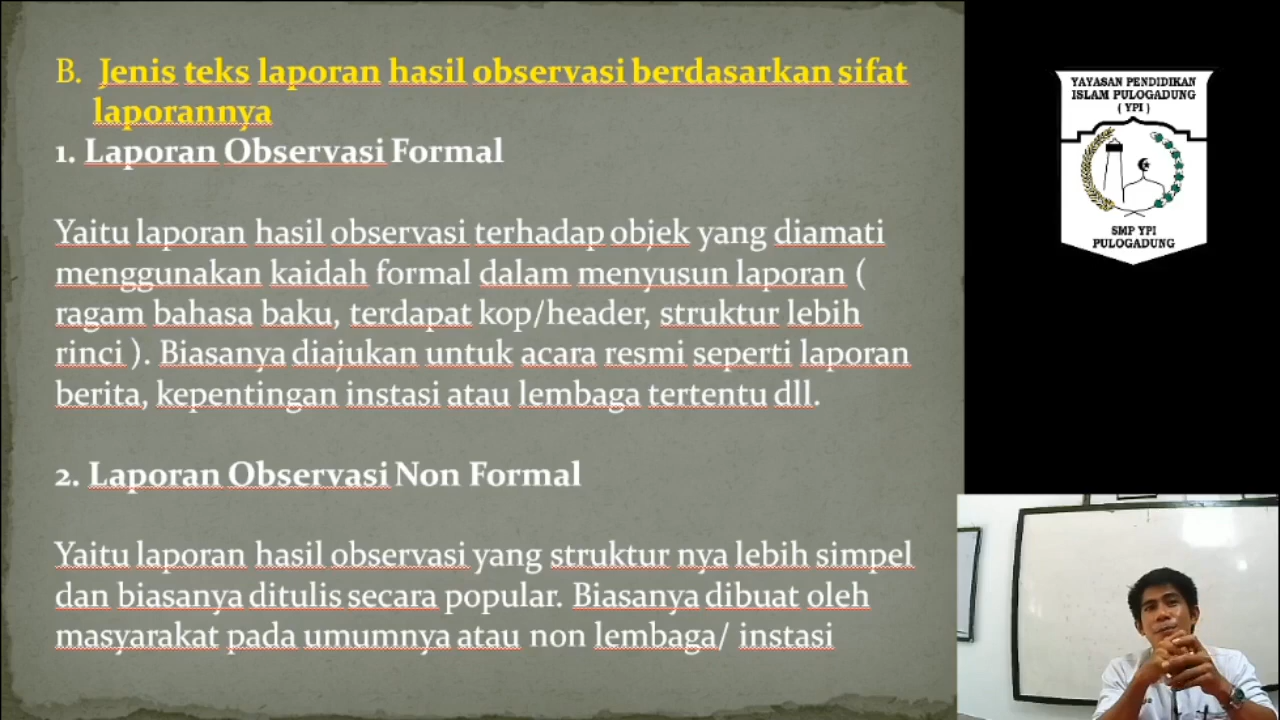 B. Jenis teks laporan hasil observasi berdasarkan sifat
laporannya
1. Laporan Observasi Formal
Yaitu laporan hasil observasi terhadap objek yang diamati
menggunakan kaidah formal dalam menyusun laporan (
ragam bahasa baku, terdapat kop/header, struktur lebih
rinci ). Biasanya diajukan untuk acara resmi seperti laporan
berita, kepentingan instasi atau lembaga tertentu dll.
2. Laporan Observasi Non Formal
Yaitu laporan hasil observasi yang struktur nya lebih simpel
dan biasanya ditulis secara popular. Biasanya dibuat oleh
masyarakat pada umumnya atau non lembaga/ instasi
YAYASAN PENDIDIKAN
ISLAM PULOGADUNG
( YPI )
SMP YPI
PULOGADUNG